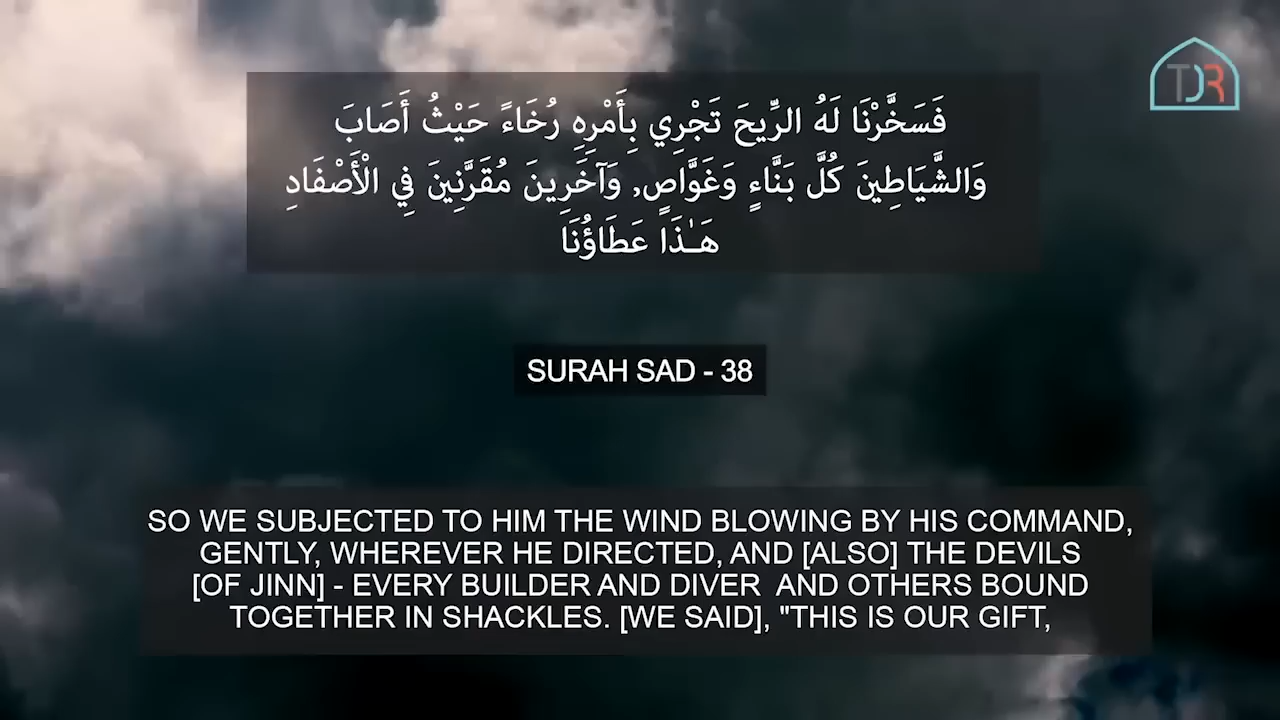 TDR
فَسَخَّرْنَا لَهُ الرِّيحَ تَجْرِي بِأَمْرِهِ رُخَاءً حَيْثُ أَصَابَ
وَالشَّيَاطِينَ كُلَّ بَنَّاءٍ وَغَوَّاصٍ, وَآخَرِينَ مُقَرَّنِينَ فِي الْأَصْفَادِ
هَـٰذَا عَطَاؤُنَا
SURAH SAD - 38
SO WE SUBJECTED TO HIM THE WIND BLOWING BY HIS COMMAND,
GENTLY, WHEREVER HE DIRECTED, AND [ALSO] THE DEVILS
[OF JINN] - EVERY BUILDER AND DIVER  AND OTHERS BOUND
TOGETHER IN SHACKLES. [WE SAID], "THIS IS OUR GIFT,